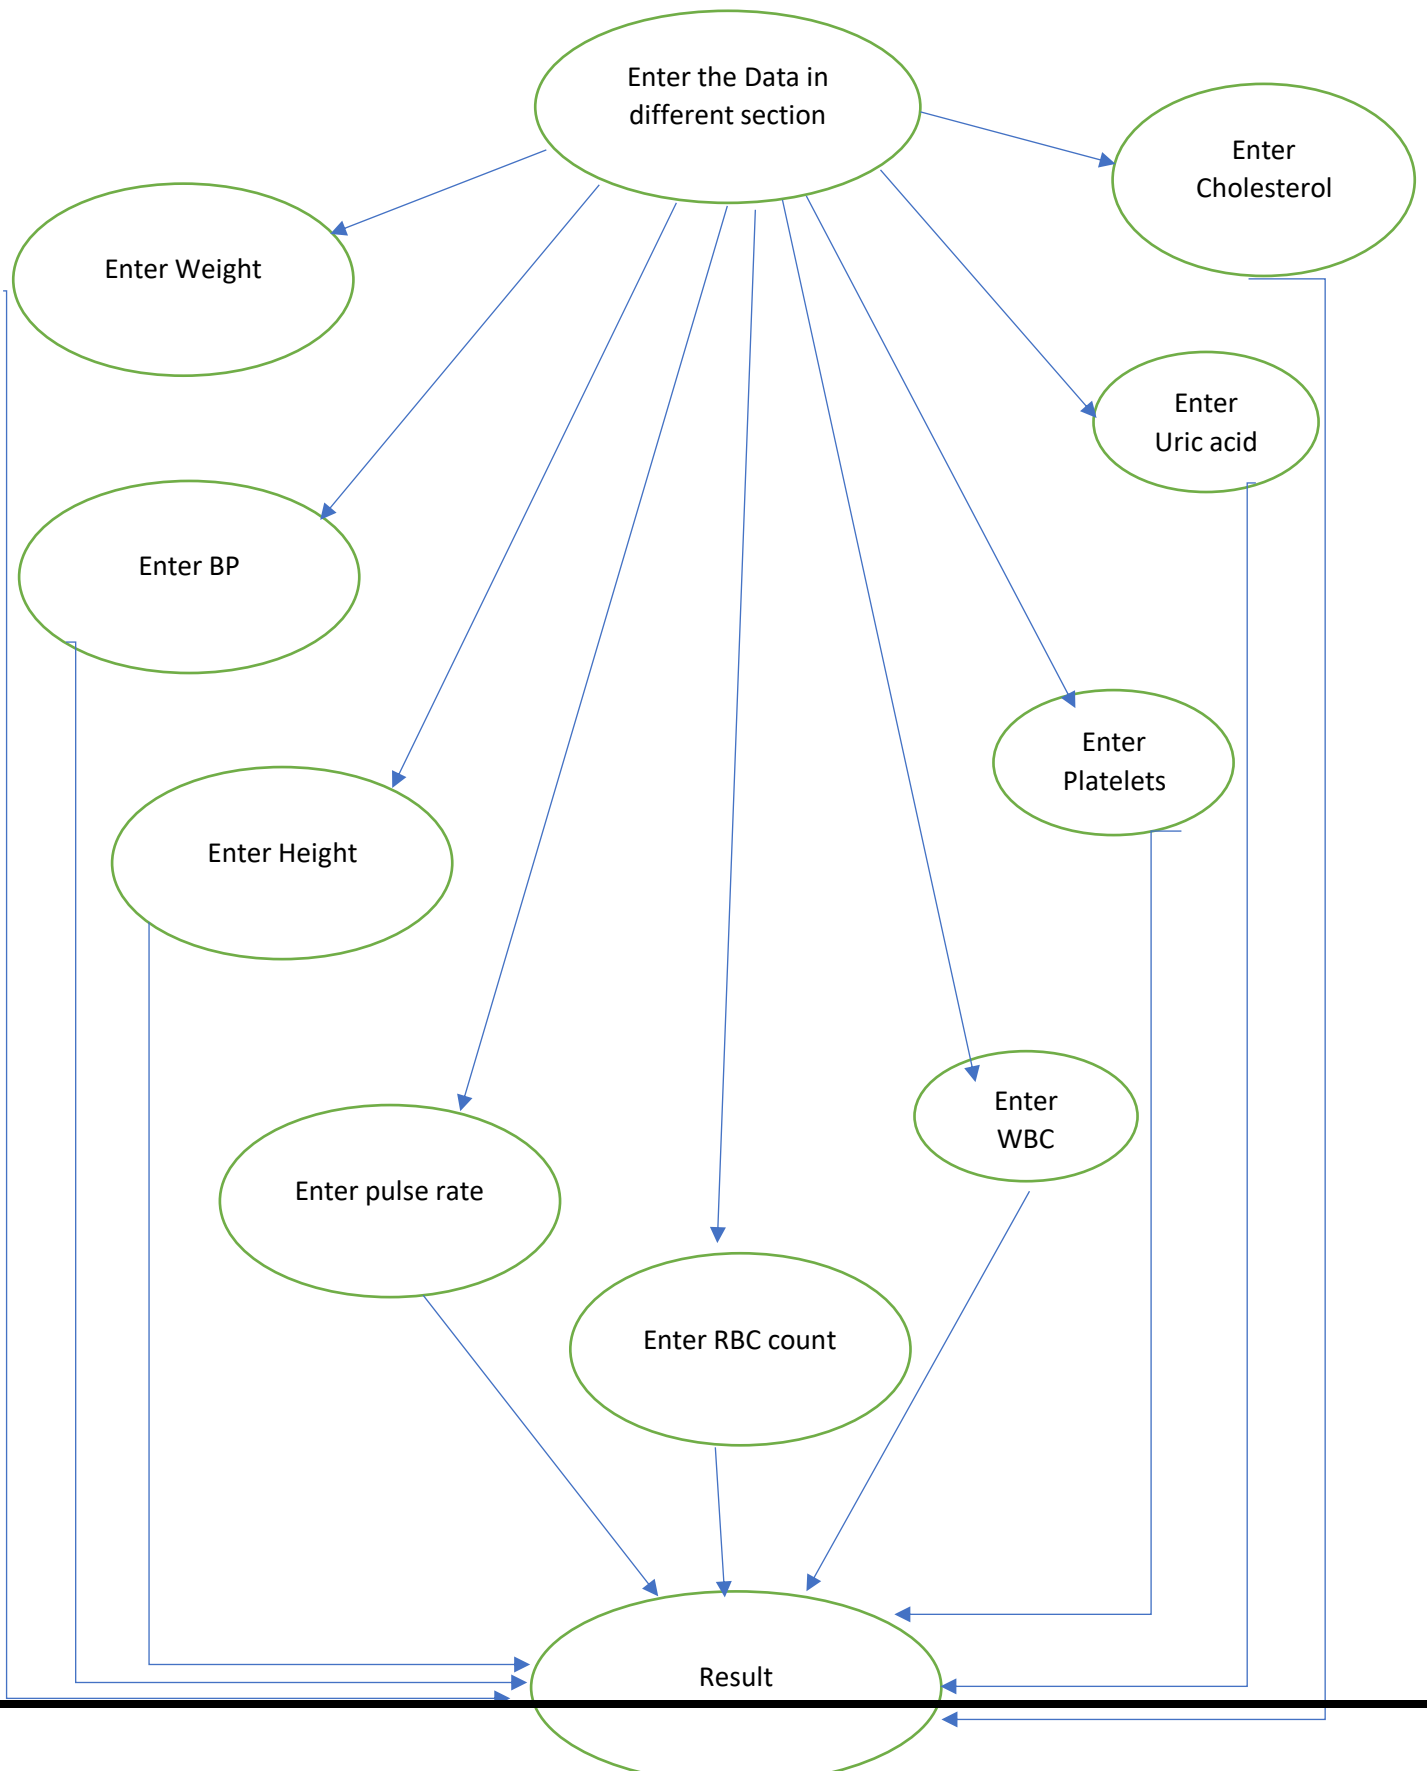 Enter the Data in
different section
Enter
Cholesterol
Enter Weight
Enter
Uric acid
Enter BP
Enter
Platelets
Enter Height
Enter
WBC
Enter pulse rate
Enter RBC count
Result